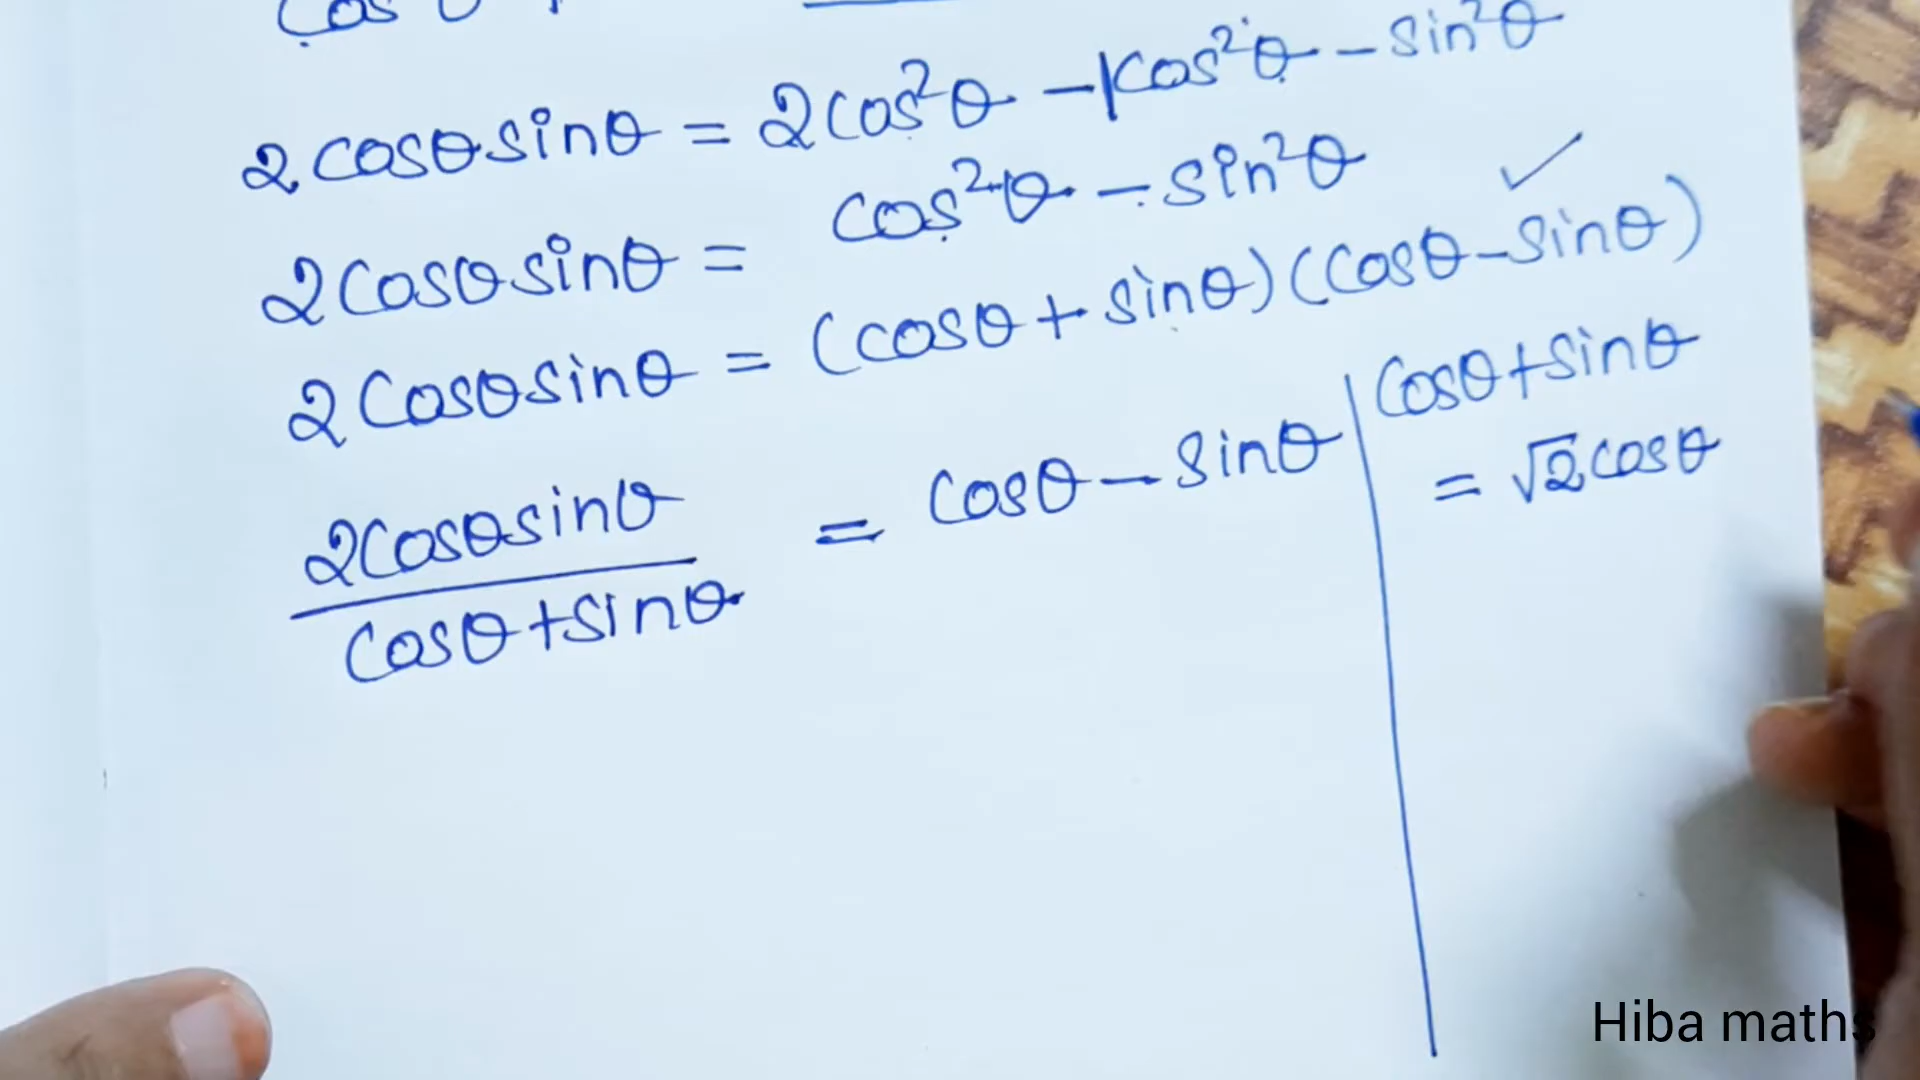 cos θ
2cosθsinθ = 2cos²θ - 1cos²θ - sin²θ
2cosθsinθ = cos²θ - sin²θ
2cosθsinθ = (cosθ + sinθ)(cosθ - sinθ)
2cosθsinθ
cosθ+sinθ
= cosθ - sinθ
cosθ+sinθ
= √2cosθ
Hiba maths